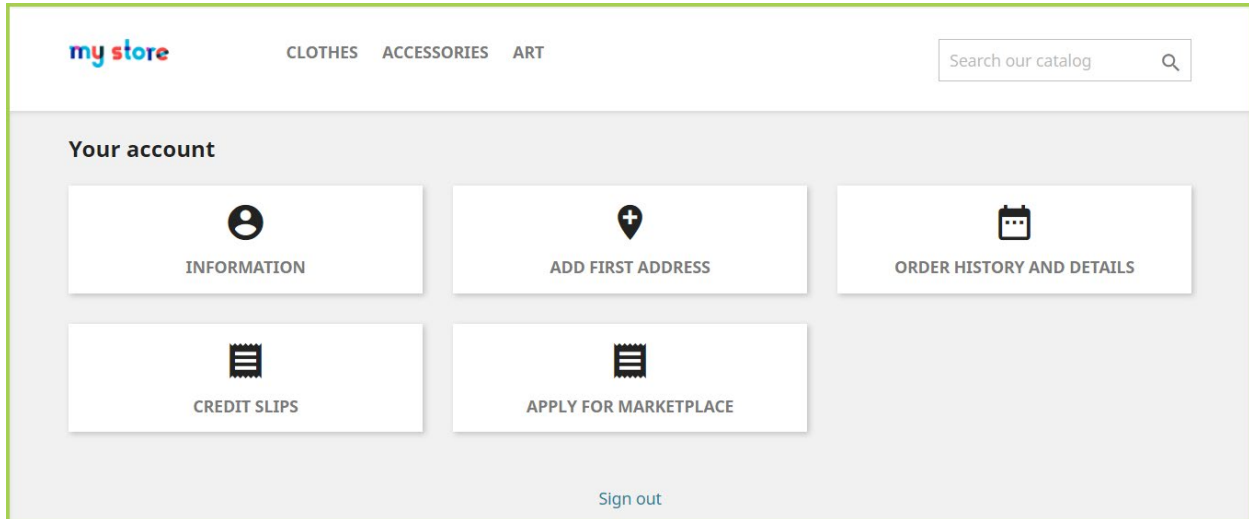 my store
CLOTHES ACCESSORIES ART
Search our catalog
Your account
INFORMATION
ADD FIRST ADDRESS
ORDER HISTORY AND DETAILS
CREDIT SLIPS
APPLY FOR MARKETPLACE
Sign out